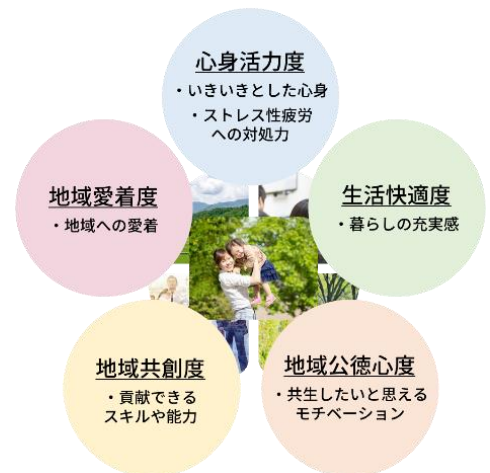 心身活力度
・いきいきとした心身
・ストレス性疲労
への対処力
地域愛着度
・地域への愛着
生活快適度
・暮らしの充実感
地域共創度
・貢献できる
スキルや能力
地域公徳心度
・共生したいと思える
モチベーション